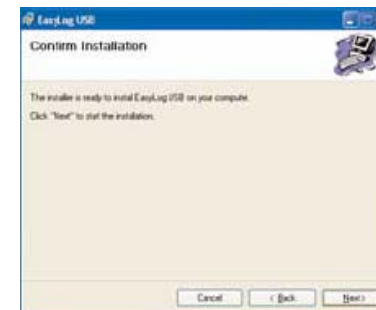 EasyLog USB
Confirm Installation
The installer is ready to install EasyLog USB on your computer.
Click "Next" to start the installation.
Cancel
< Back
Next >